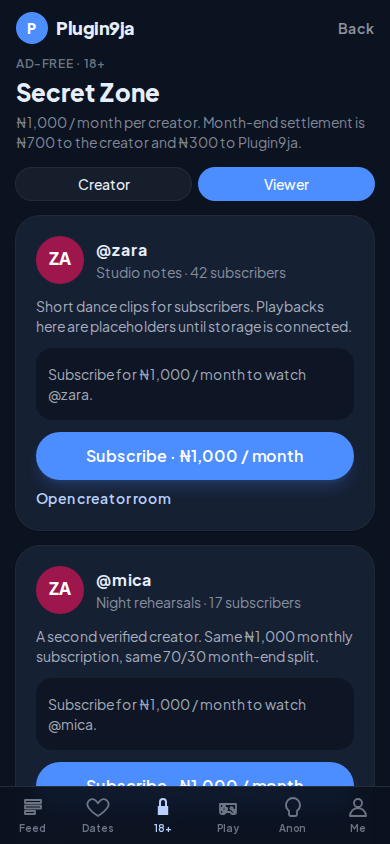 P PlugIn9ja
Back
AD-FREE · 18+
Secret Zone
₦1,000 / month per creator. Month-end settlement is
₦700 to the creator and ₦300 to Plugin9ja.
Creator
Viewer
ZA
@zara
Studio notes · 42 subscribers
Short dance clips for subscribers. Playbacks
here are placeholders until storage is connected.
Subscribe for ₦1,000 / month to watch
@zara.
Subscribe · ₦1,000 / month
Open creator room
ZA
@mica
Night rehearsals · 17 subscribers
A second verified creator. Same ₦1,000 monthly
subscription, same 70/30 month-end split.
Subscribe for ₦1,000 / month to watch
@mica.
Subscribe · ₦1,000 / month
Feed
Dates
18+
Play
Anon
Me